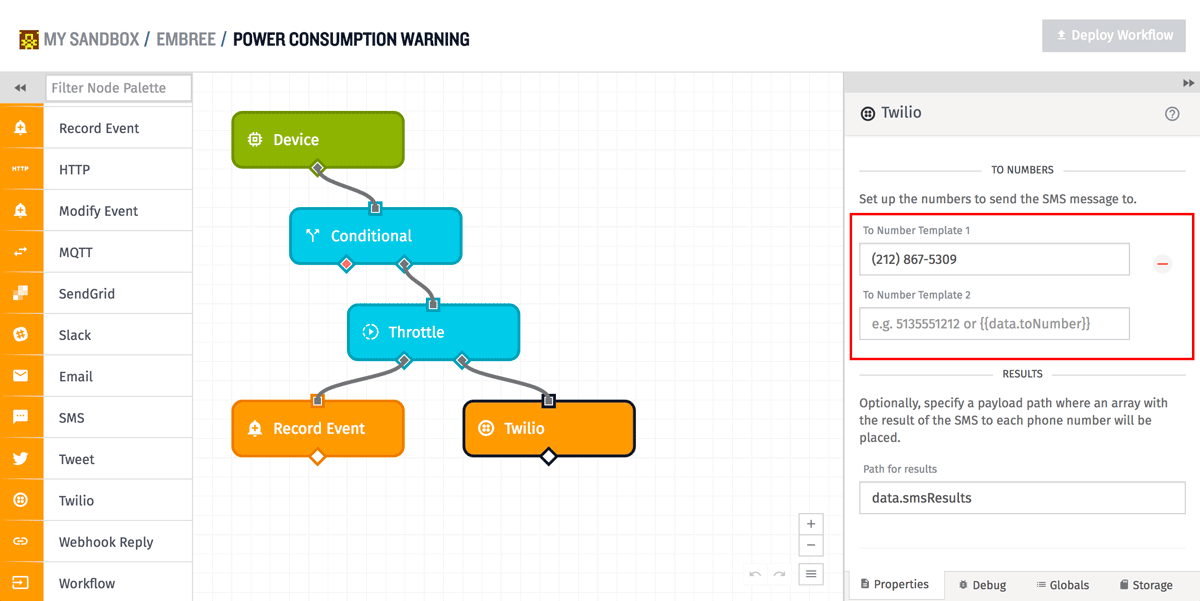 MY SANDBOX / EMBREE / POWER CONSUMPTION WARNING
Deploy Workflow
Filter Node Palette
Record Event
HTTP
HTTP
Modify Event
MQTT
SendGrid
Slack
Email
SMS
Tweet
Twilio
Webhook Reply
Workflow
Device
Conditional
Throttle
Record Event
Twilio
Twilio
TO NUMBERS
Set up the numbers to send the SMS message to.
To Number Template 1
(212) 867-5309
To Number Template 2
e.g. 5135551212 or {{data.toNumber}}
RESULTS
Optionally, specify a payload path where an array with
the result of the SMS to each phone number will be
placed.
Path for results
data.smsResults
Properties
Debug
Globals
Storage